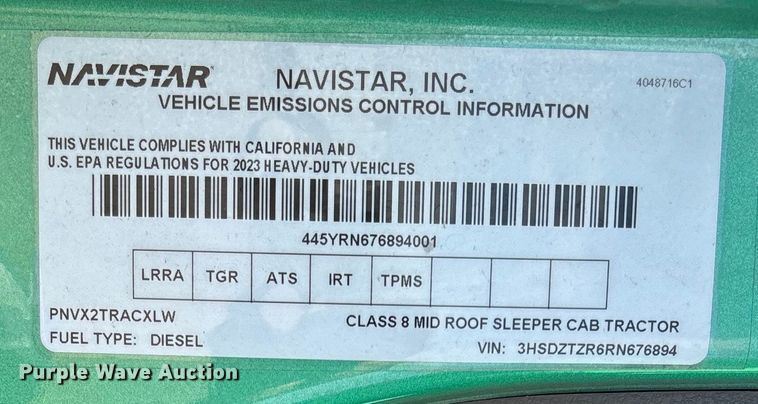 NAVISTAR
NAVISTAR, INC.
4048716C1
VEHICLE EMISSIONS CONTROL INFORMATION
THIS VEHICLE COMPLIES WITH CALIFORNIA AND
U.S. EPA REGULATIONS FOR 2023 HEAVY-DUTY VEHICLES
445YRN676894001
LRRA TGR ATS IRT TPMS
PNVX2TRACXLW
CLASS 8 MID ROOF SLEEPER CAB TRACTOR
FUEL TYPE: DIESEL
VIN: 3HSDZTZR6RN676894
Purple Wave Auction